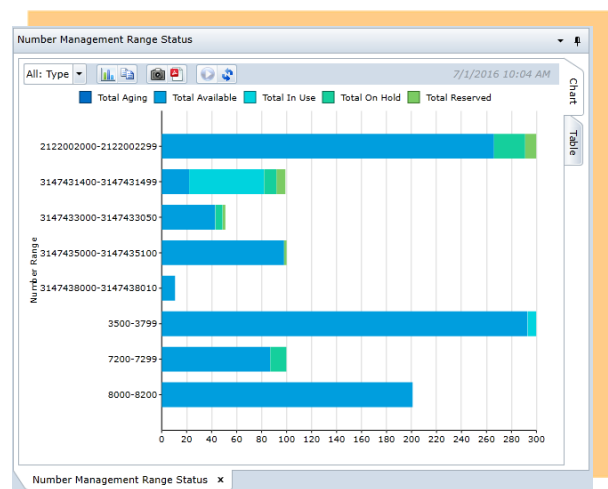 Number Management Range Status
All: Type
7/1/2016 10:04 AM
Chart
Table
Total Aging Total Available Total In Use Total On Hold Total Reserved
Number Range
2122002000-2122002299
3147431400-3147431499
3147433000-3147433050
3147435000-3147435100
3147438000-3147438010
3500-3799
7200-7299
8000-8200
0 20 40 60 80 100 120 140 160 180 200 220 240 260 280 300
Number Management Range Status x